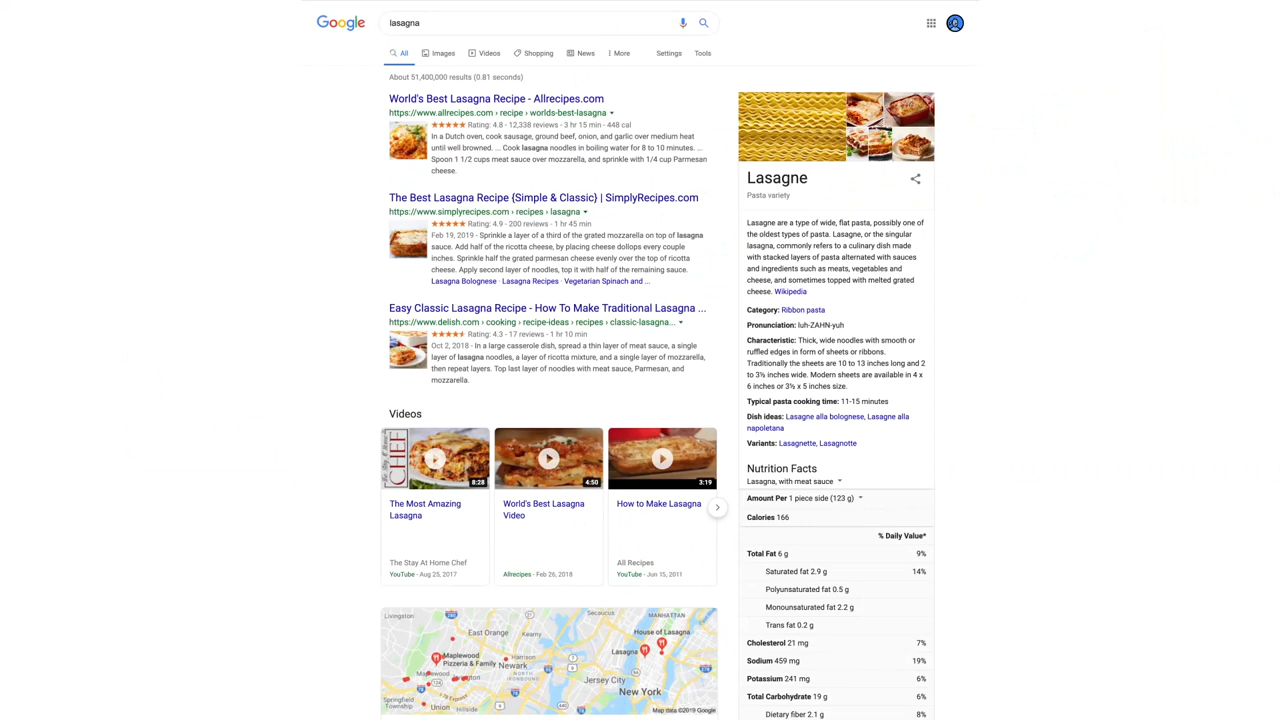 Google
lasagna
All
Images
Videos
Shopping
News
More
Settings
Tools
About 51,400,000 results (0.81 seconds)
World's Best Lasagna Recipe - Allrecipes.com
https://www.allrecipes.com › recipe › worlds-best-lasagna
Rating: 4.8 - 12,338 reviews - 3 hr 15 min - 448 cal
In a Dutch oven, cook sausage, ground beef, onion, and garlic over medium heat
until well browned. ... Cook lasagna noodles in boiling water for 8 to 10 minutes. ...
Spoon 1 1/2 cups meat sauce over mozzarella, and sprinkle with 1/4 cup Parmesan
cheese.
The Best Lasagna Recipe {Simple & Classic} | SimplyRecipes.com
https://www.simplyrecipes.com › recipes › lasagna
Rating: 4.9 - 200 reviews - 1 hr 45 min
Feb 19, 2019 - Sprinkle a layer of a third of the grated mozzarella on top of lasagna
sauce. Add half of the ricotta cheese, by placing cheese dollops every couple
inches. Sprinkle half the grated parmesan cheese evenly over the top of ricotta
cheese. Apply second layer of noodles, top it with half of the remaining sauce.
Lasagna Bolognese · Lasagna Recipes · Vegetarian Spinach and ...
Easy Classic Lasagna Recipe - How To Make Traditional Lasagna ...
https://www.delish.com › cooking › recipe-ideas › recipes › classic-lasagna...
Rating: 4.3 - 17 reviews - 1 hr 10 min
Oct 2, 2018 - In a large casserole dish, spread a thin layer of meat sauce, a single
layer of lasagna noodles, a layer of ricotta mixture, and a single layer of mozzarella,
then repeat layers. Top last layer of noodles with meat sauce, Parmesan, and
mozzarella.
Videos
CHEF
8:28
4:50
3:19
The Most Amazing
Lasagna
World's Best Lasagna
Video
How to Make Lasagna
The Stay At Home Chef
All Recipes
YouTube - Aug 25, 2017
Allrecipes - Feb 26, 2018
YouTube - Jun 15, 2011
Livingston
Secaucus
MANHATTAN
East Orange
Kearny
House of Lasagna
Lasagna
Maplewood
Pizzeria & Family
Harrison
Newark
NORTH
IRONBOUND
Jersey City
New York
Springfield
Township
Union
Map data ©2019 Google
Lasagne
Pasta variety
Lasagne are a type of wide, flat pasta, possibly one of
the oldest types of pasta. Lasagne, or the singular
lasagna, commonly refers to a culinary dish made
with stacked layers of pasta alternated with sauces
and ingredients such as meats, vegetables and
cheese, and sometimes topped with melted grated
cheese. Wikipedia
Category: Ribbon pasta
Pronunciation: luh-ZAHN-yuh
Characteristic: Thick, wide noodles with smooth or
ruffled edges in form of sheets or ribbons.
Traditionally the sheets are 10 to 13 inches long and 2
to 3½ inches wide. Modern sheets are available in 4 x
6 inches or 3½ x 5 inches size.
Typical pasta cooking time: 11-15 minutes
Dish ideas: Lasagne alla bolognese, Lasagne alla
napoletana
Variants: Lasagnette, Lasagnotte
Nutrition Facts
Lasagna, with meat sauce
Amount Per 1 piece side (123 g)
Calories 166
% Daily Value*
Total Fat 6 g 9%
Saturated fat 2.9 g 14%
Polyunsaturated fat 0.5 g
Monounsaturated fat 2.2 g
Trans fat 0.2 g
Cholesterol 21 mg 7%
Sodium 459 mg 19%
Potassium 241 mg 6%
Total Carbohydrate 19 g 6%
Dietary fiber 2.1 g 8%